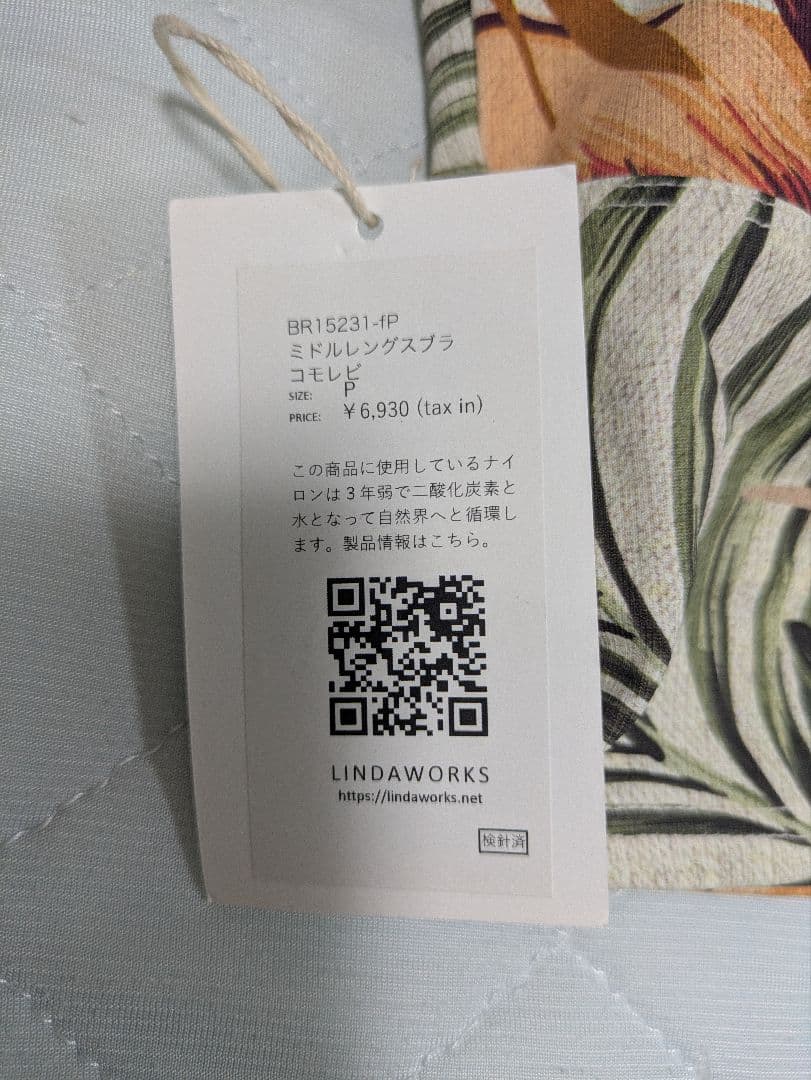 BR15231-fP
ミドルレングスブラ
コモレビ
SIZE: P
PRICE: ￥6,930 (tax in)
この商品に使用しているナイ
ロンは3年弱で二酸化炭素と
水となって自然界へと循環し
ます。製品情報はこちら。
LINDAWORKS
https://lindaworks.net
検針済